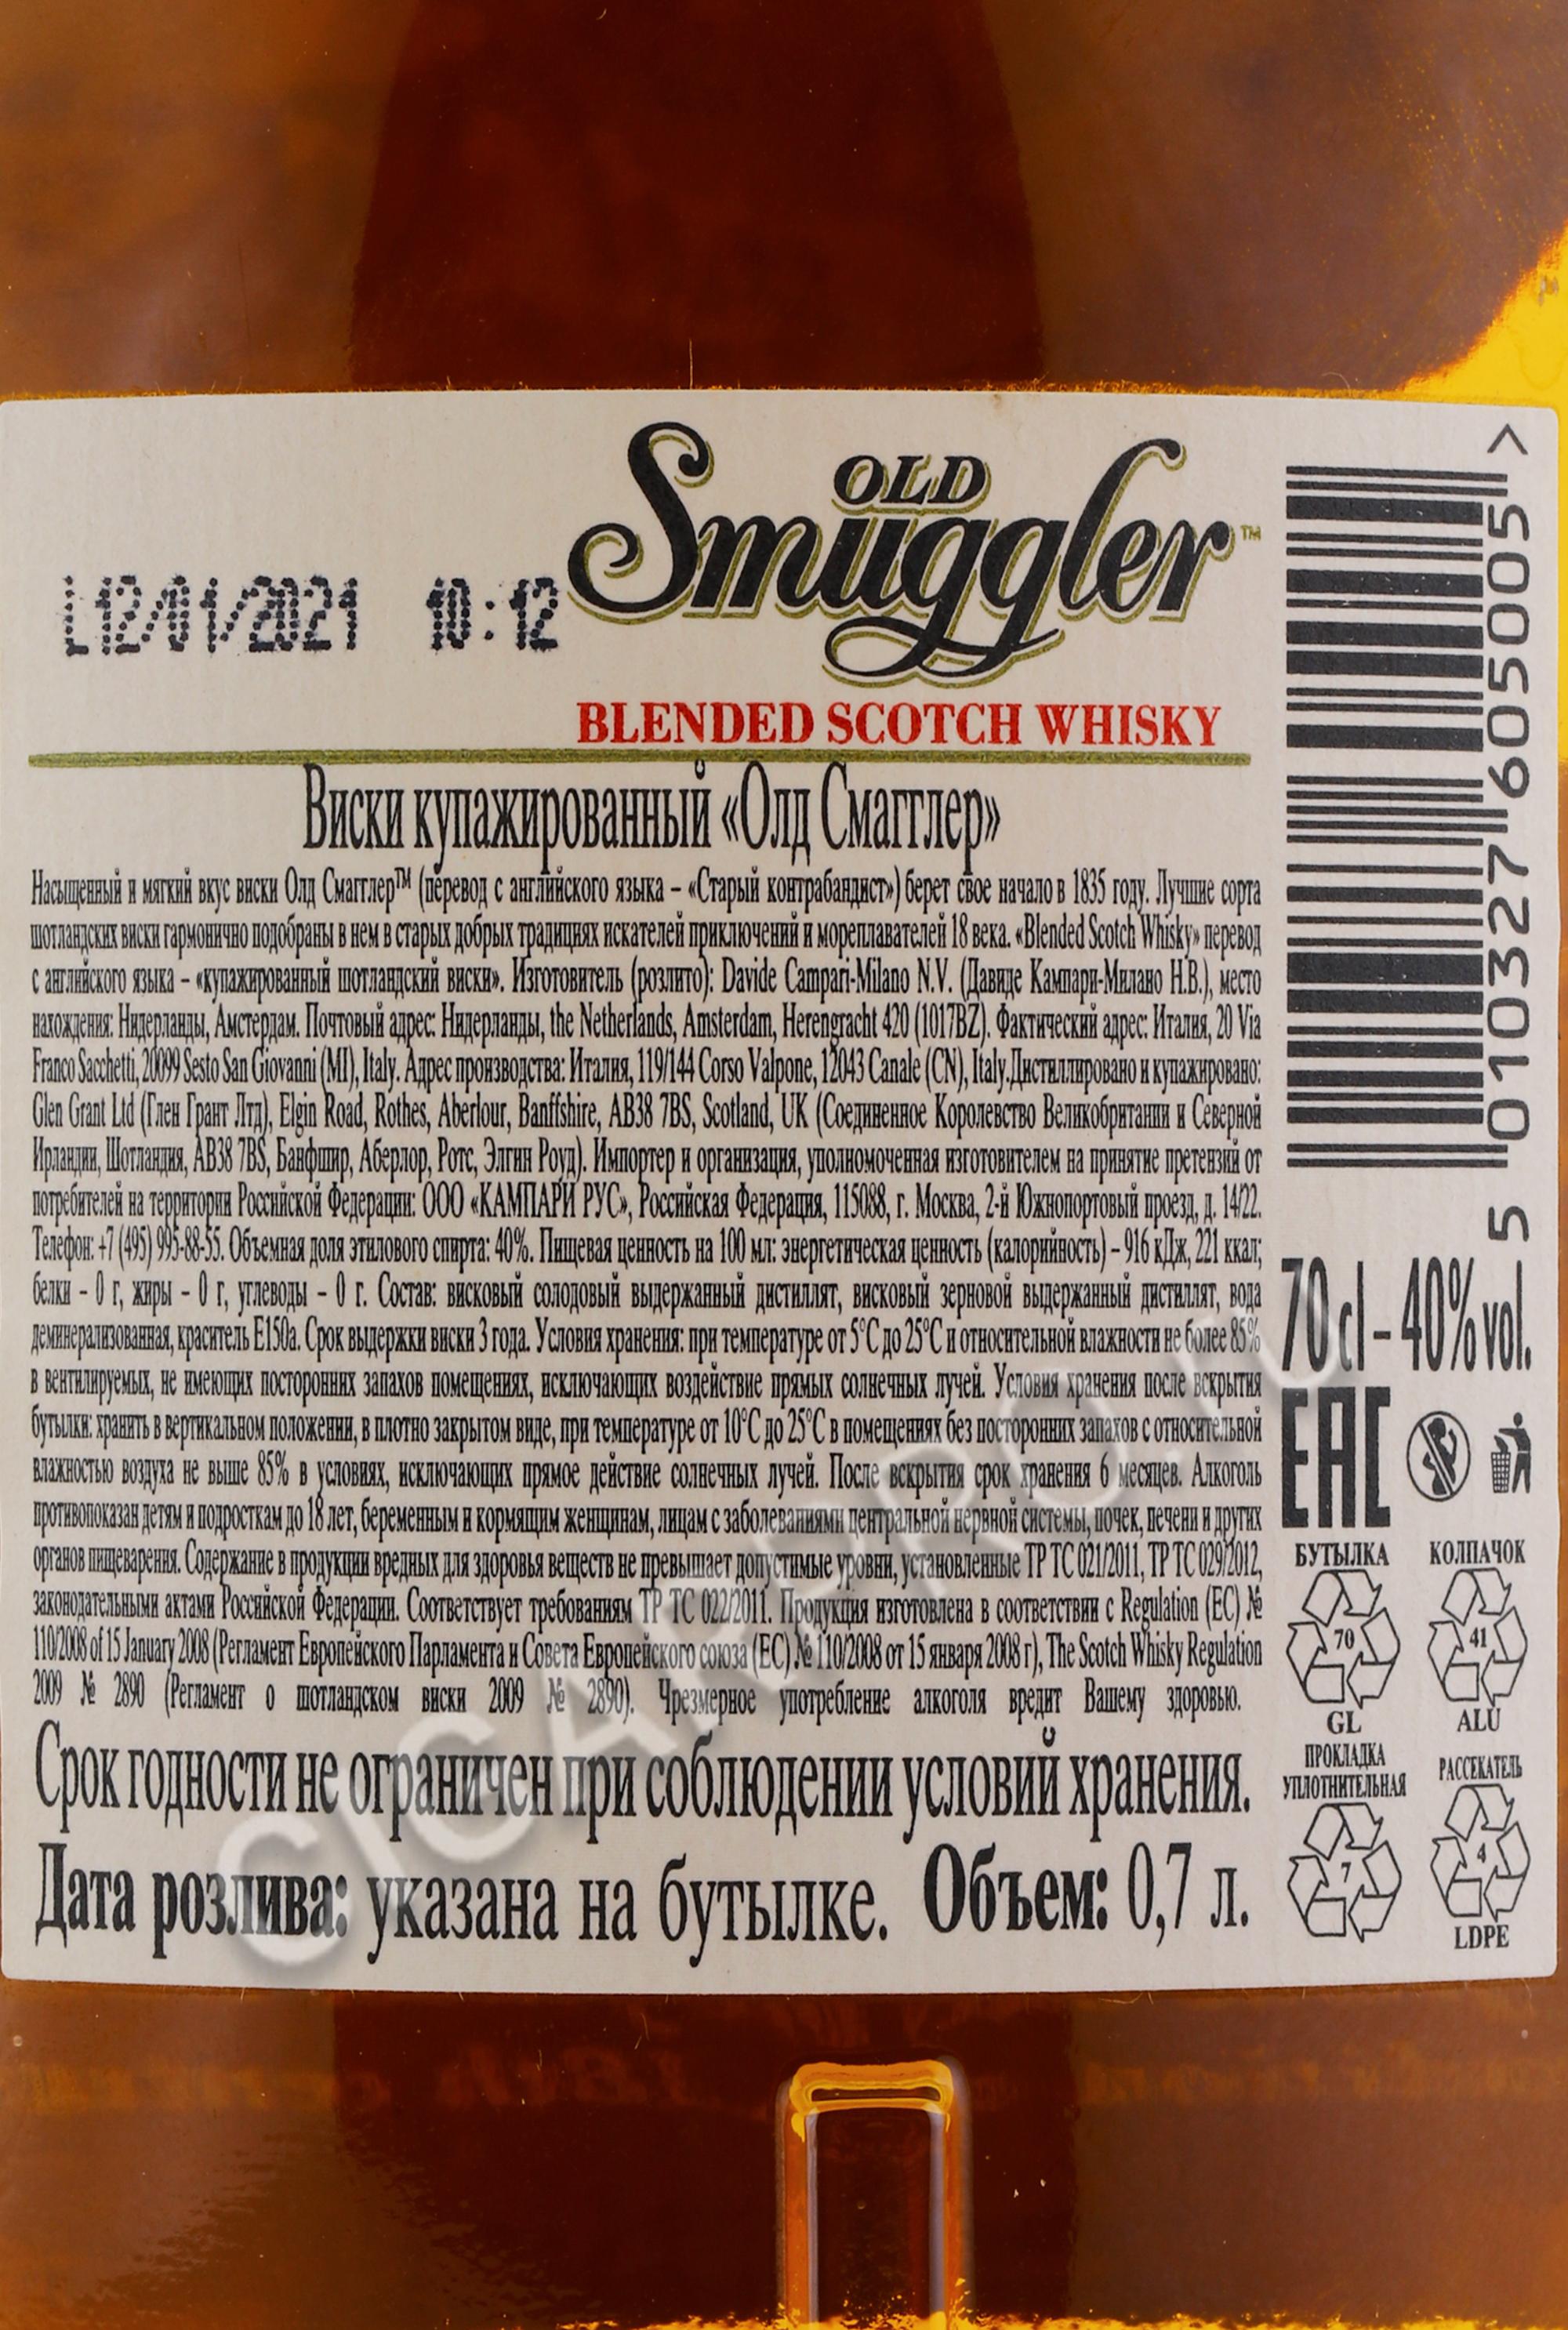 OLD
Smuggler™
L12/01/2021 10:12
BLENDED SCOTCH WHISKY
Виски купажированный «Олд Смагглер»
Насыщенный и мягкий вкус виски Олд Смагглер™ (перевод с английского языка – «Старый контрабандист») берет свое начало в 1835 году. Лучшие сорта
шотландских виски гармонично подобраны в нем в старых добрых традициях искателей приключений и мореплавателей 18 века. «Blended Scotch Whisky» перевод
с английского языка – «купажированный шотландский виски». Изготовитель (розлито): Davide Campari-Milano N.V. (Давиде Кампари-Милано Н.В.), место
нахождения: Нидерланды, Амстердам. Почтовый адрес: Нидерланды, the Netherlands, Amsterdam, Herengracht 420 (1017BZ). Фактический адрес: Италия, 20 Via
Franco Sacchetti, 20099 Sesto San Giovanni (MI), Italy. Адрес производства: Италия, 119/144 Corso Valpone, 12043 Canale (CN), Italy.Дистиллировано и купажировано:
Glen Grant Ltd (Глен Грант Лтд), Elgin Road, Rothes, Aberlour, Banffshire, AB38 7BS, Scotland, UK (Соединенное Королевство Великобритании и Северной
Ирландии, Шотландия, AB38 7BS, Банфшир, Аберлор, Ротс, Элгин Роуд). Импортер и организация, уполномоченная изготовителем на принятие претензий от
потребителей на территории Российской Федерации: ООО «КАМПАРИ РУС», Российская Федерация, 115088, г. Москва, 2-й Южнопортовый проезд, д. 14/22.
Телефон: +7 (495) 995-88-55. Объемная доля этилового спирта: 40%. Пищевая ценность на 100 мл: энергетическая ценность (калорийность) – 916 кДж, 221 ккал;
белки – 0 г, жиры – 0 г, углеводы – 0 г. Состав: висковый солодовый выдержанный дистиллят, висковый зерновой выдержанный дистиллят, вода
деминерализованная, краситель Е150а. Срок выдержки виски 3 года. Условия хранения: при температуре от 5°С до 25°С и относительной влажности не более 85%
в вентилируемых, не имеющих посторонних запахов помещениях, исключающих воздействие прямых солнечных лучей. Условия хранения после вскрытия
бутылки: хранить в вертикальном положении, в плотно закрытом виде, при температуре от 10°С до 25°С в помещениях без посторонних запахов с относительной
влажностью воздуха не выше 85% в условиях, исключающих прямое действие солнечных лучей. После вскрытия срок хранения 6 месяцев. Алкоголь
противопоказан детям и подросткам до 18 лет, беременным и кормящим женщинам, лицам с заболеваниями центральной нервной системы, почек, печени и других
органов пищеварения. Содержание в продукции вредных для здоровья веществ не превышает допустимые уровни, установленные ТР ТС 021/2011, ТР ТС 029/2012,
законодательными актами Российской Федерации. Соответствует требованиям ТР ТС 022/2011. Продукция изготовлена в соответствии с Regulation (EC) №
110/2008 of 15 January 2008 (Регламент Европейского Парламента и Совета Европейского союза (ЕС) № 110/2008 от 15 января 2008 г), The Scotch Whisky Regulation
2009 № 2890 (Регламент о шотландском виски 2009 № 2890). Чрезмерное употребление алкоголя вредит Вашему здоровью.
Срок годности не ограничен при соблюдении условий хранения.
Дата розлива: указана на бутылке. Объем: 0,7 л.
5 010327 605005 >
70 cl – 40% vol.
EAC
БУТЫЛКА
70
GL
КОЛПАЧОК
41
ALU
ПРОКЛАДКА
УПЛОТНИТЕЛЬНАЯ
7
РАССЕКАТЕЛЬ
4
LDPE